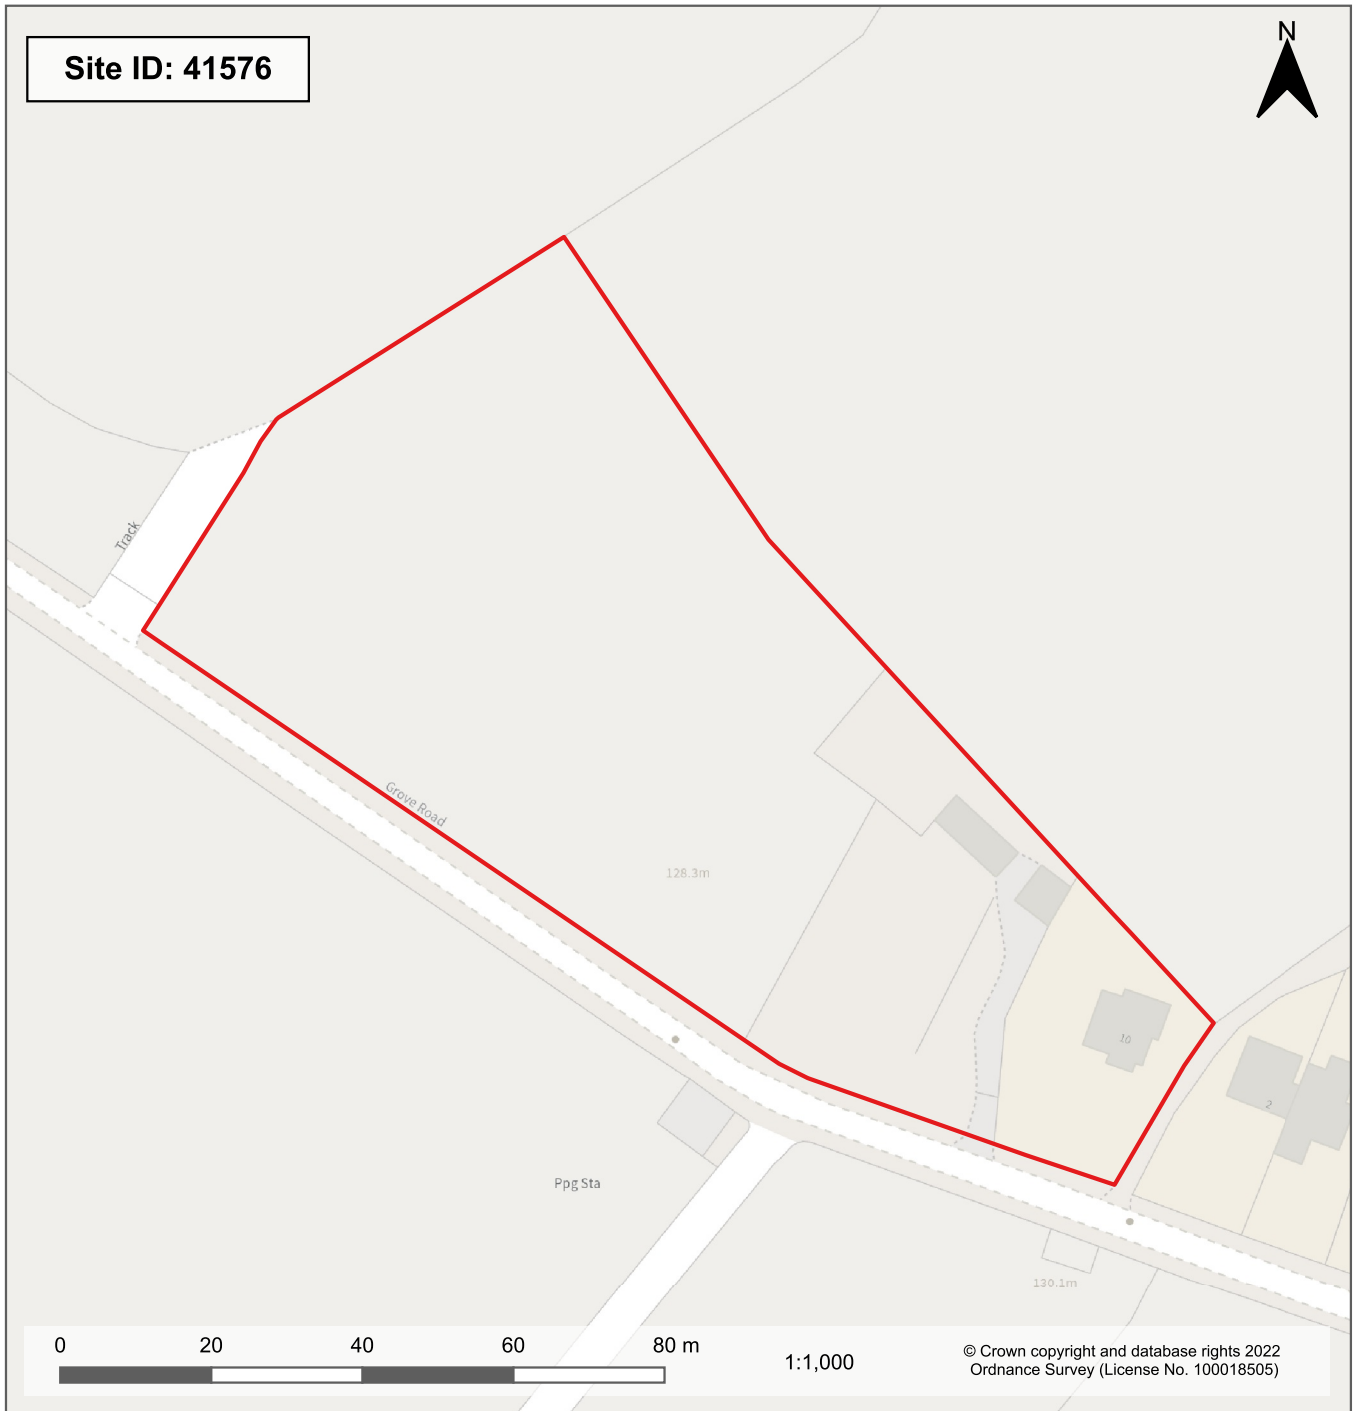 Site ID: 41576
N
Track
Grove Road
128.3m
10
2
Ppg Sta
130.1m
0 20 40 60 80 m
1:1,000
© Crown copyright and database rights 2022
Ordnance Survey (License No. 100018505)